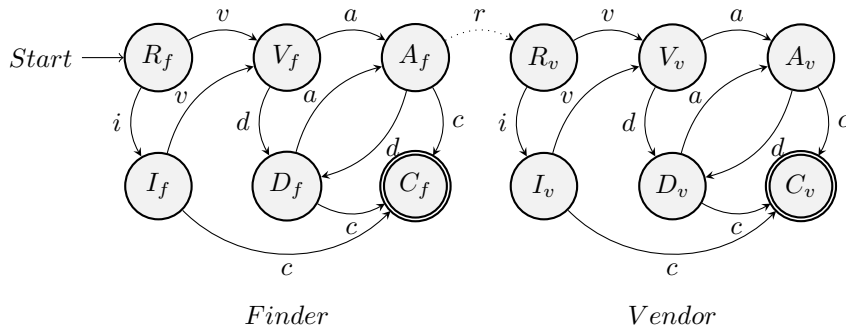 v a r v a
Start R_f V_f A_f R_v V_v A_v
v a v a
i d c i d c
d d
I_f D_f C_f I_v D_v C_v
c c
c c
Finder Vendor